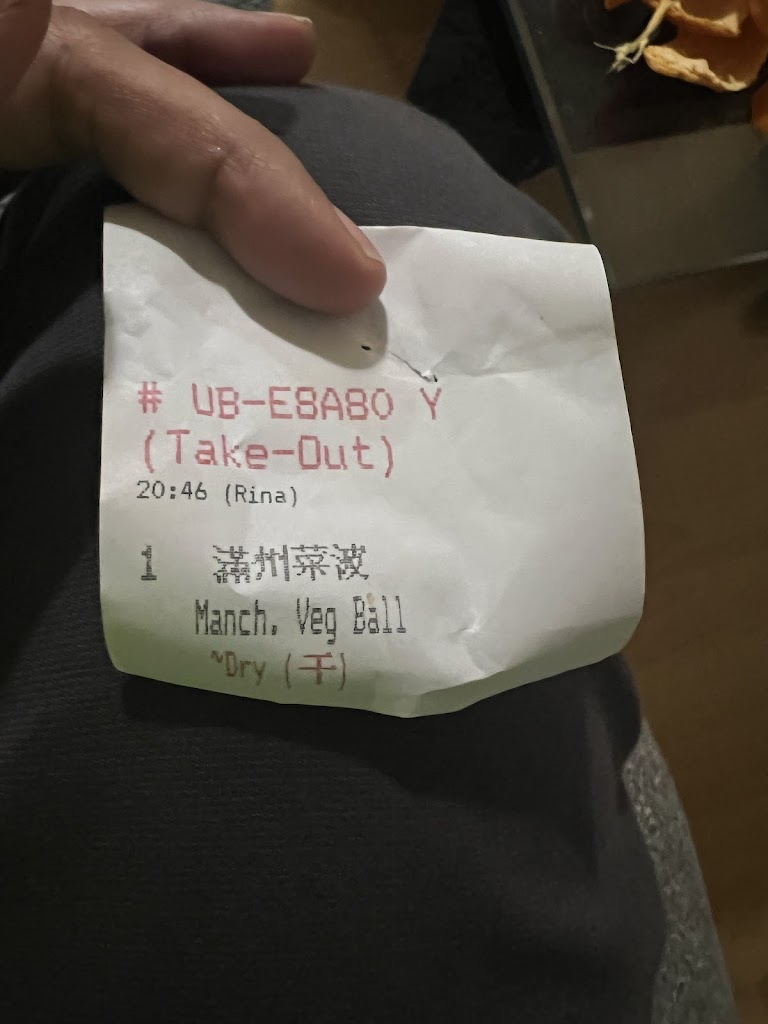 # UB-E8A80 Y
(Take-Out)
20:46 (Rina)
1 滿州菜波
Manch. Veg Ball
~Dry (干)